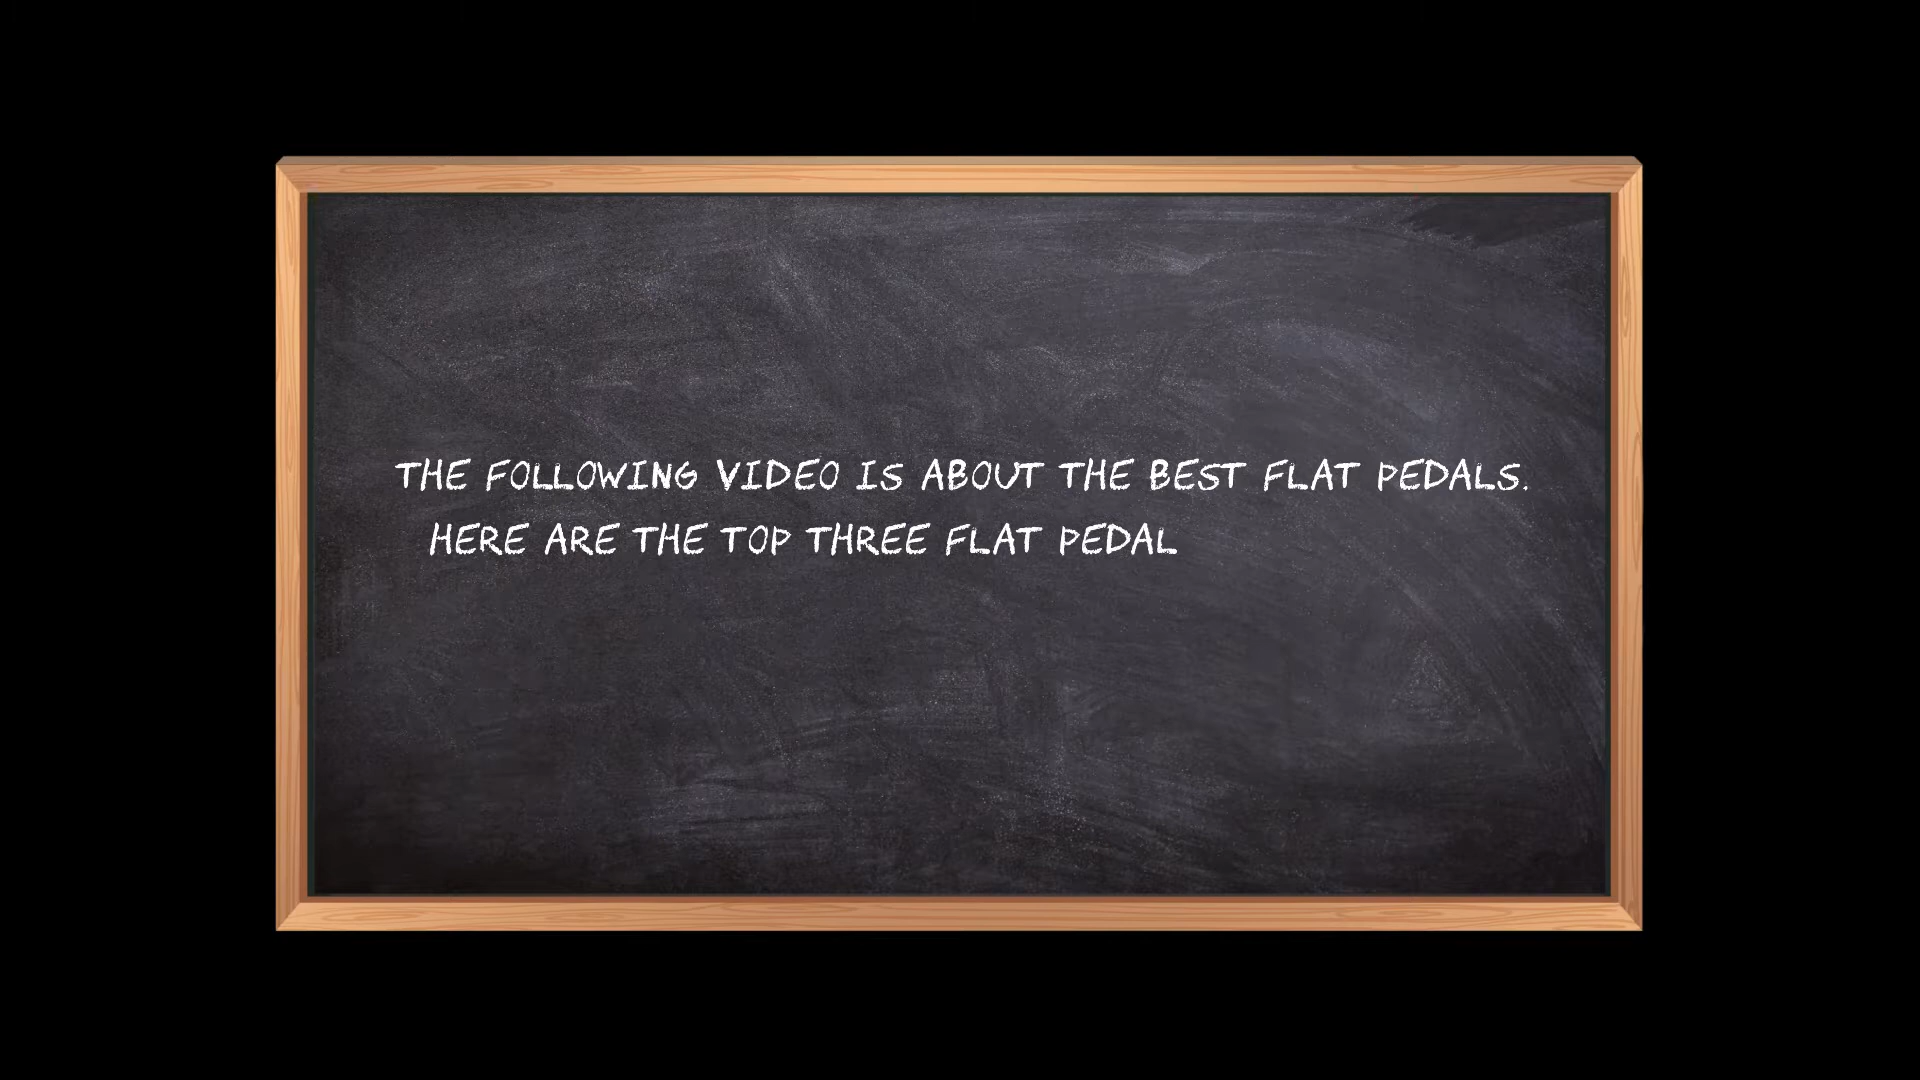 THE FOLLOWING VIDEO IS ABOUT THE BEST FLAT PEDALS.
HERE ARE THE TOP THREE FLAT PEDAL